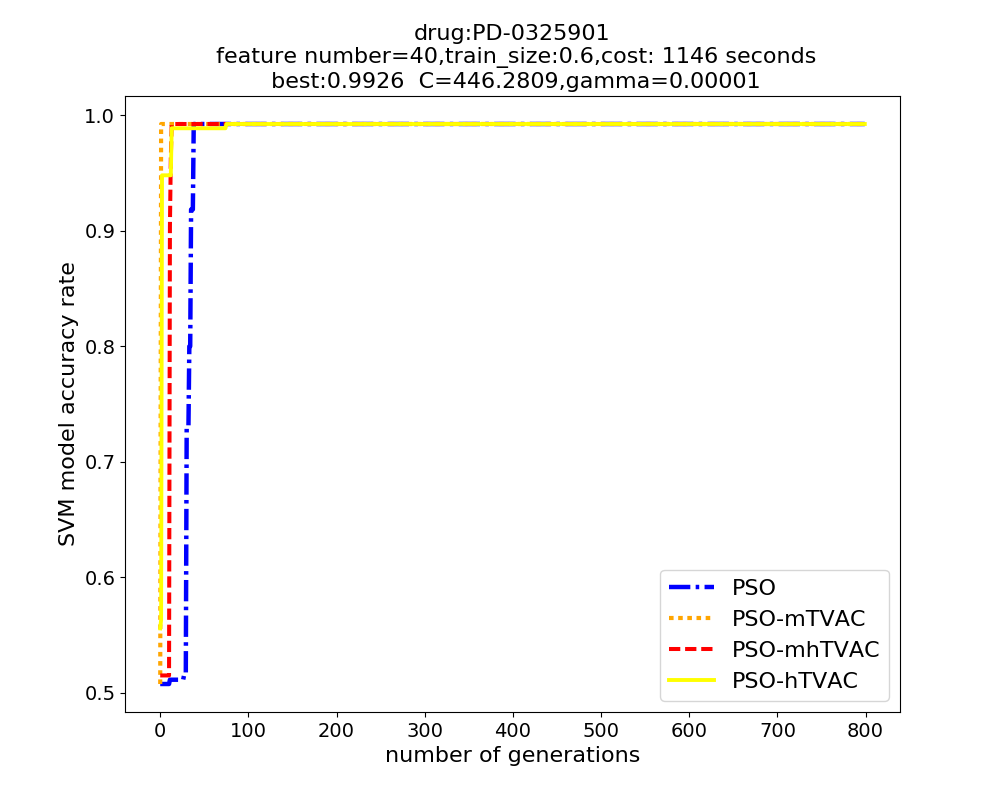 drug:PD-0325901
feature number=40,train_size:0.6,cost: 1146 seconds
best:0.9926  C=446.2809,gamma=0.00001
1.0
0.9
0.8
0.7
0.6
0.5
SVM model accuracy rate
0 100 200 300 400 500 600 700 800
number of generations
PSO
PSO-mTVAC
PSO-mhTVAC
PSO-hTVAC